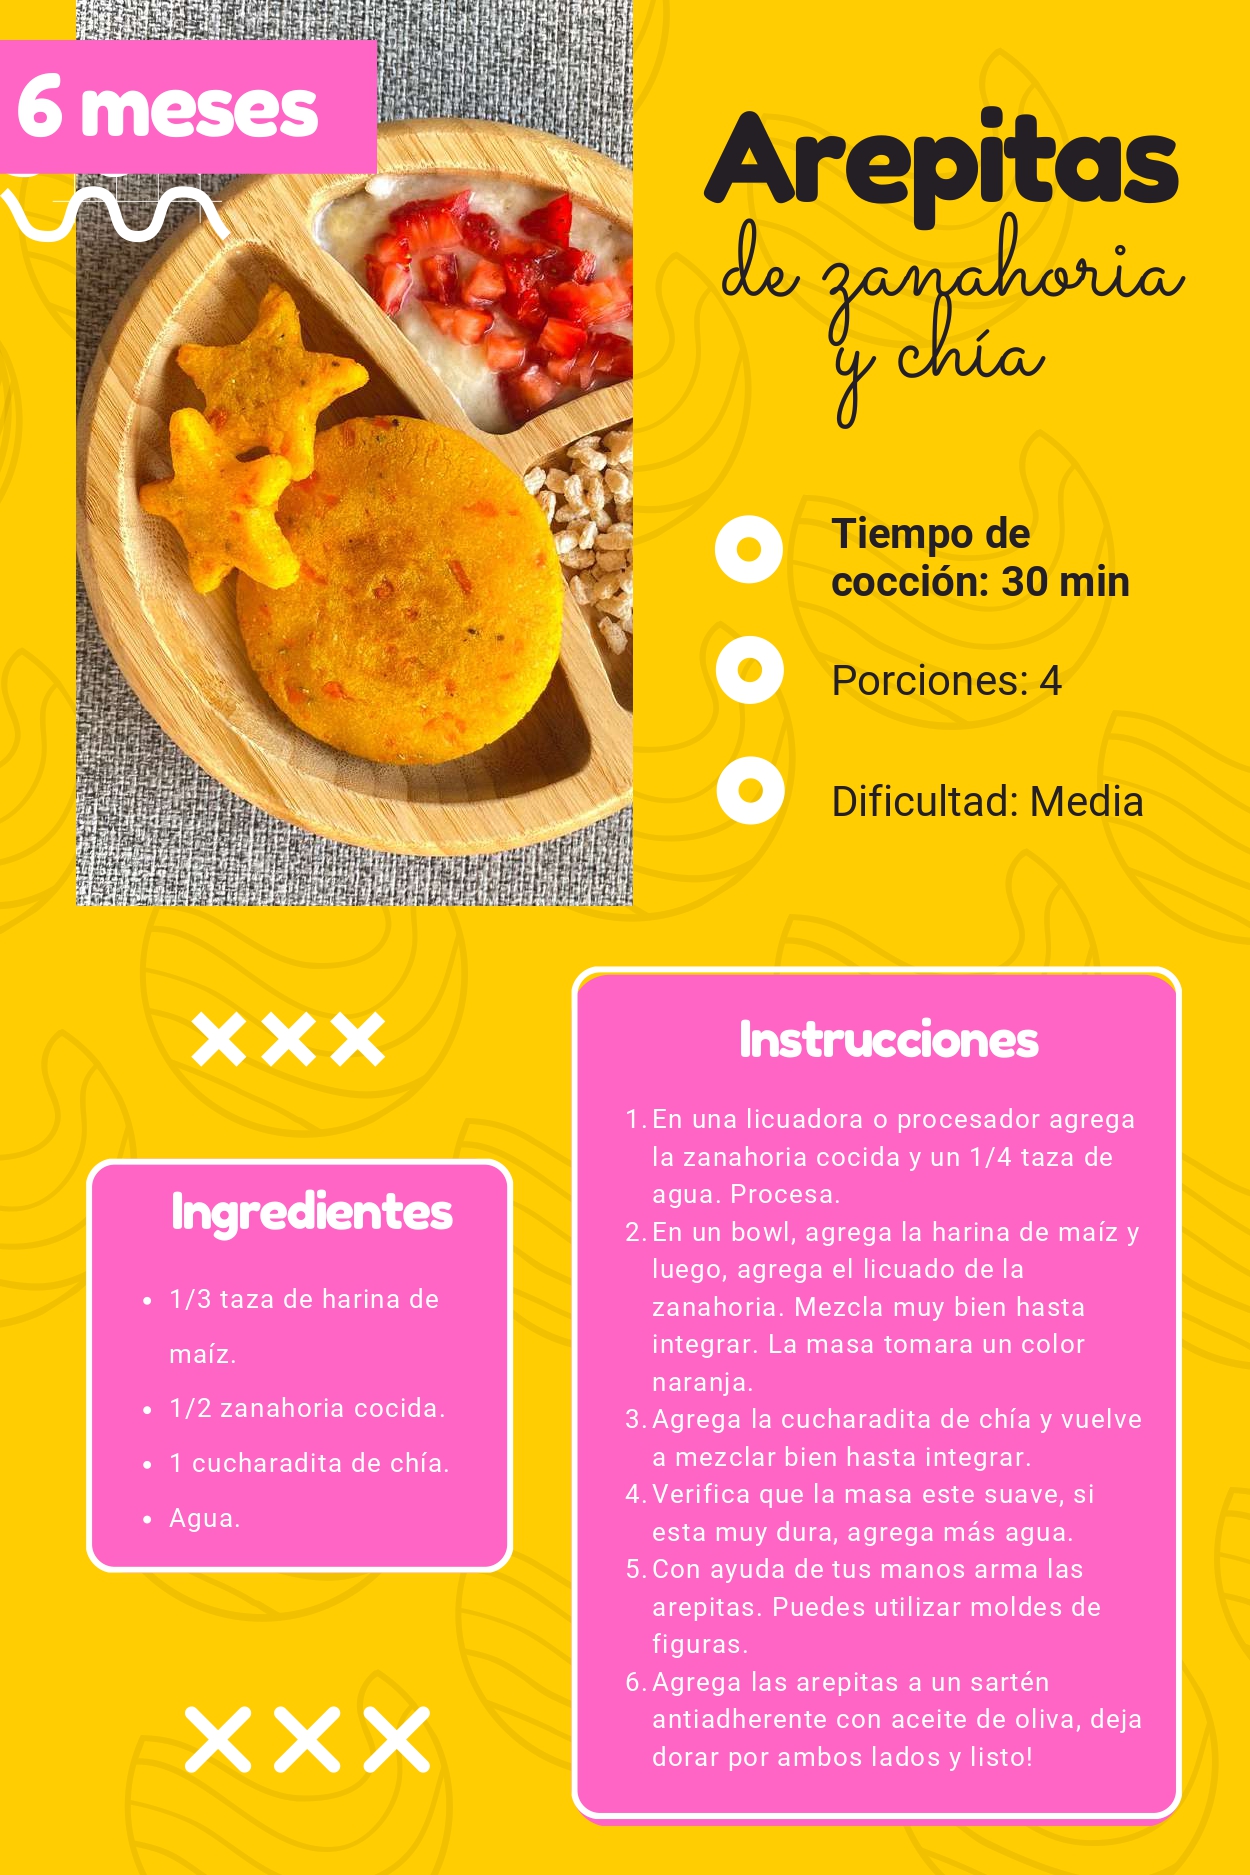 6 meses
Arepitas
de zanahoria
y chía
Tiempo de
cocción: 30 min
Porciones: 4
Dificultad: Media
Ingredientes
• 1/3 taza de harina de
maíz.
• 1/2 zanahoria cocida.
• 1 cucharadita de chía.
• Agua.
Instrucciones
1. En una licuadora o procesador agrega
la zanahoria cocida y un 1/4 taza de
agua. Procesa.
2. En un bowl, agrega la harina de maíz y
luego, agrega el licuado de la
zanahoria. Mezcla muy bien hasta
integrar. La masa tomara un color
naranja.
3. Agrega la cucharadita de chía y vuelve
a mezclar bien hasta integrar.
4. Verifica que la masa este suave, si
esta muy dura, agrega más agua.
5. Con ayuda de tus manos arma las
arepitas. Puedes utilizar moldes de
figuras.
6. Agrega las arepitas a un sartén
antiadherente con aceite de oliva, deja
dorar por ambos lados y listo!